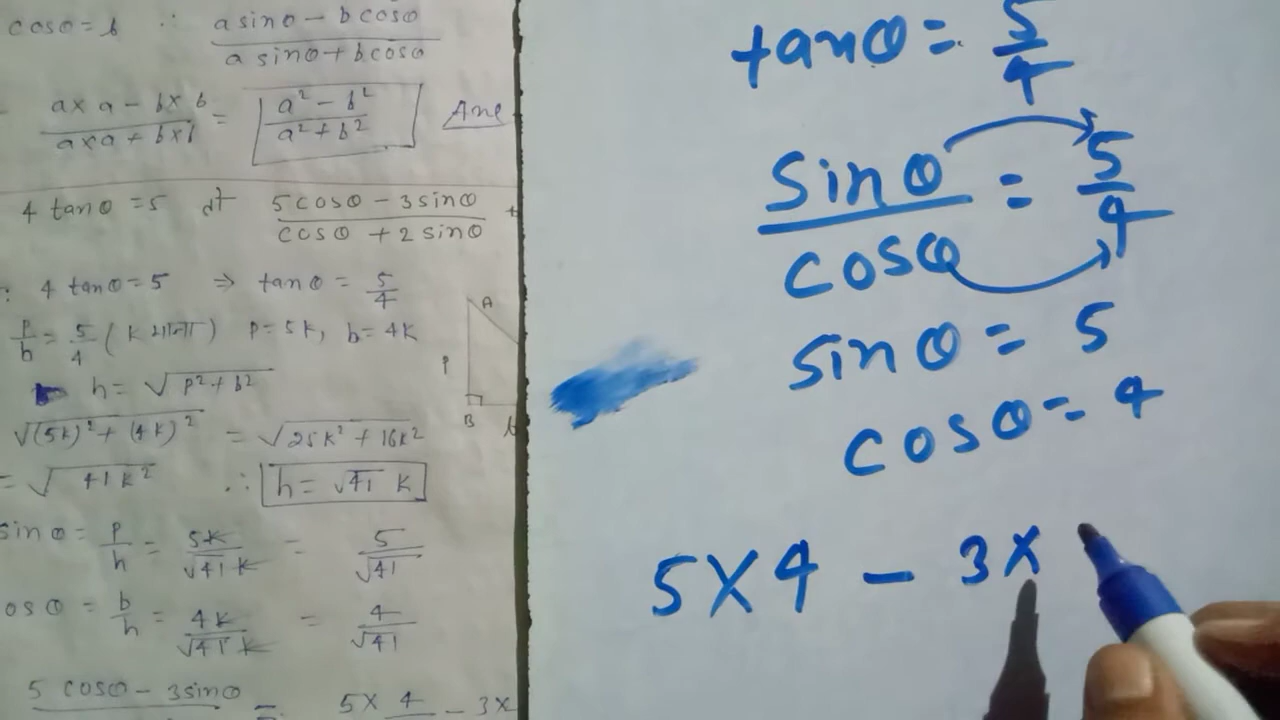 cosθ = b ∴ (a sinθ - b cosθ)/(a sinθ + b cosθ)
(a×a - b×b)/(a×a + b×b) = (a² - b²)/(a² + b²) Ans
4 tanθ = 5 (5 cosθ - 3 sinθ)/(cosθ + 2 sinθ)
: 4 tanθ = 5 ⇒ tanθ = 5/4
p/b = 5/4 (K माना) P = 5K, b = 4K
h = √(p² + b²)
√((5K)² + (4K)²) = √(25K² + 16K²)
= √(41K²) ∴ h = √41 K
sinθ = p/h = 5K/√41 K = 5/√41
osθ = b/h = 4K/√41 K = 4/√41
5 cosθ - 3 sinθ = 5× 4 - 3×
A
P
B
tanθ = 5/4
sinθ/cosθ = 5/4
sinθ = 5
cosθ = 4
5×4 - 3×